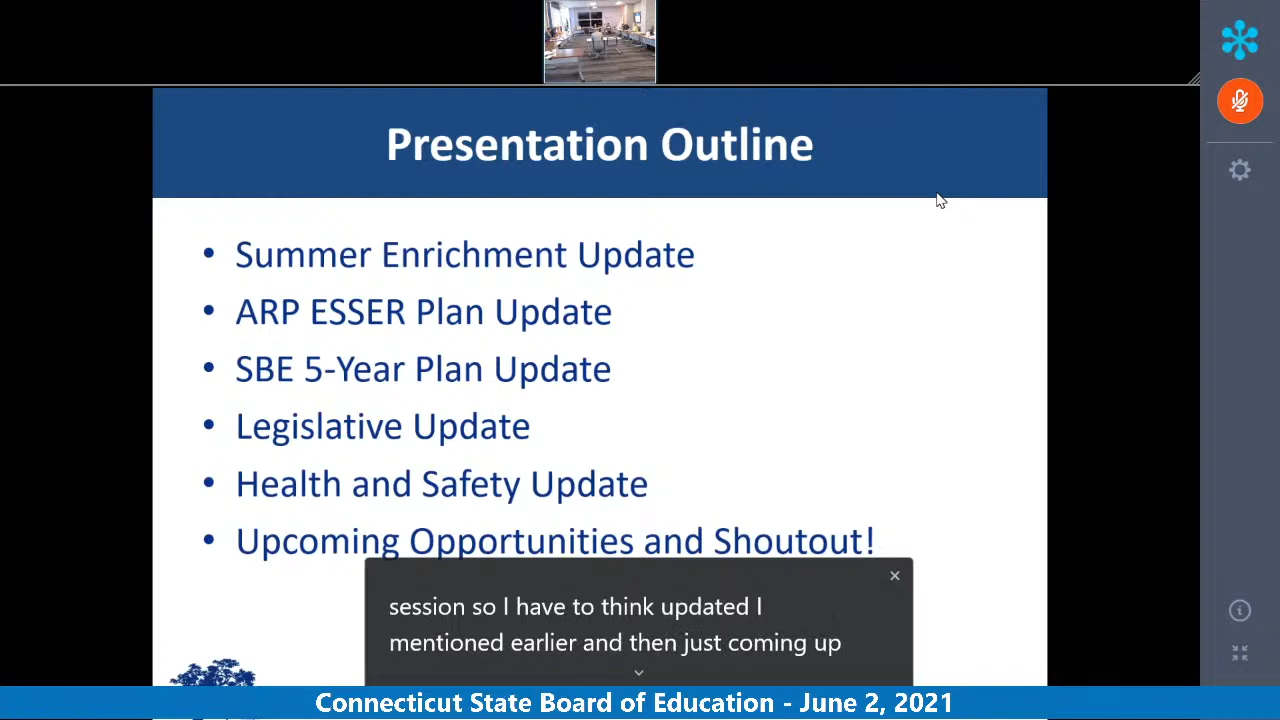 Presentation Outline
• Summer Enrichment Update
• ARP ESSER Plan Update
• SBE 5-Year Plan Update
• Legislative Update
• Health and Safety Update
• Upcoming Opportunities and Shoutout!
session so I have to think updated I
mentioned earlier and then just coming up
Connecticut State Board of Education - June 2, 2021